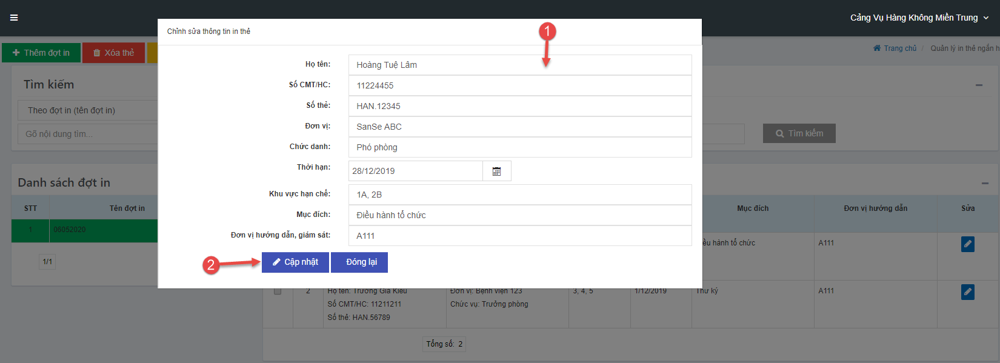 Cảng Vụ Hàng Không Miền Trung
Chỉnh sửa thông tin in thẻ
1
Thêm đợt in
Xóa thẻ
Trang chủ / Quản lý in thẻ ngắn h
Tìm kiếm
Theo đợt in (tên đợt in)
Gõ nội dung tìm...
Tìm kiếm
Họ tên: Hoàng Tuệ Lâm
Số CMT/HC: 11224455
Số thẻ: HAN.12345
Đơn vị: SanSe ABC
Chức danh: Phó phòng
Thời hạn: 28/12/2019
Khu vực hạn chế: 1A, 2B
Mục đích: Điều hành tổ chức
Đơn vị hướng dẫn, giám sát: A111
2
Cập nhật
Đóng lại
Danh sách đợt in
STT Tên đợt in
1 06052020
1/1
Mục đích Đơn vị hướng dẫn Sửa
ều hành tổ chức A111
2 Họ tên: Trương Gia Kiều Đơn vị: Bệnh viện 123 3, 4, 5 1/12/2019 Thư ký A111
Số CMT/HC: 11211211 Chức vụ: Trưởng phòng
Số thẻ: HAN.56789
Tổng số: 2